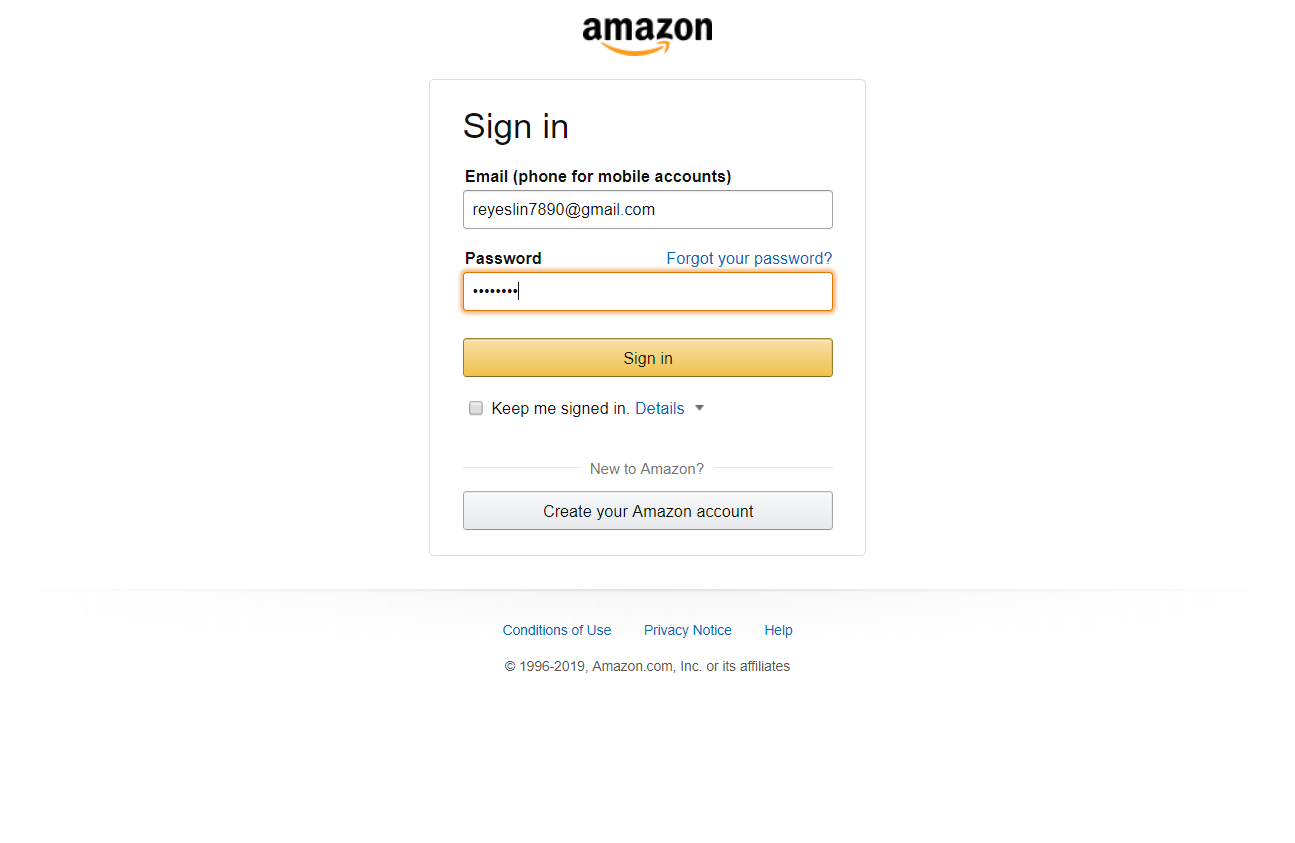 amazon
Sign in
Email (phone for mobile accounts)
reyeslin7890@gmail.com
Password Forgot your password?
••••••••
Sign in
Keep me signed in. Details
New to Amazon?
Create your Amazon account
Conditions of Use Privacy Notice Help
© 1996-2019, Amazon.com, Inc. or its affiliates